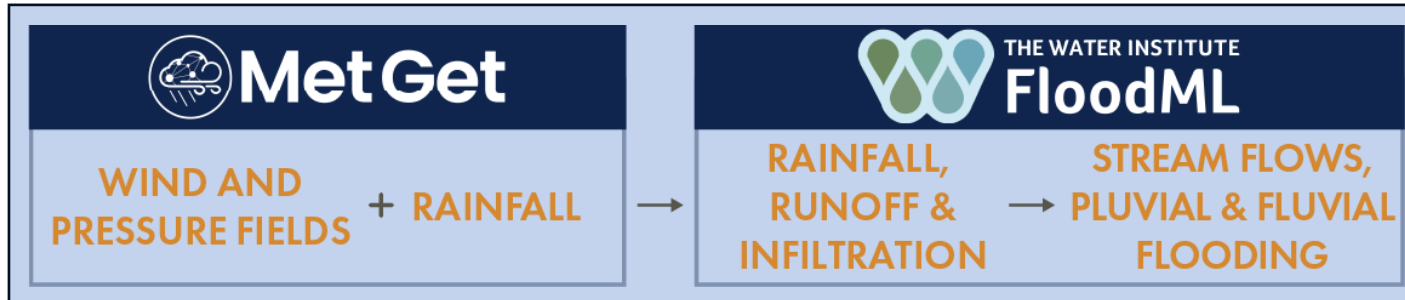 MetGet
WIND AND
PRESSURE FIELDS
+
RAINFALL
THE WATER INSTITUTE
FloodML
RAINFALL,
RUNOFF &
INFILTRATION
STREAM FLOWS,
PLUVIAL & FLUVIAL
FLOODING